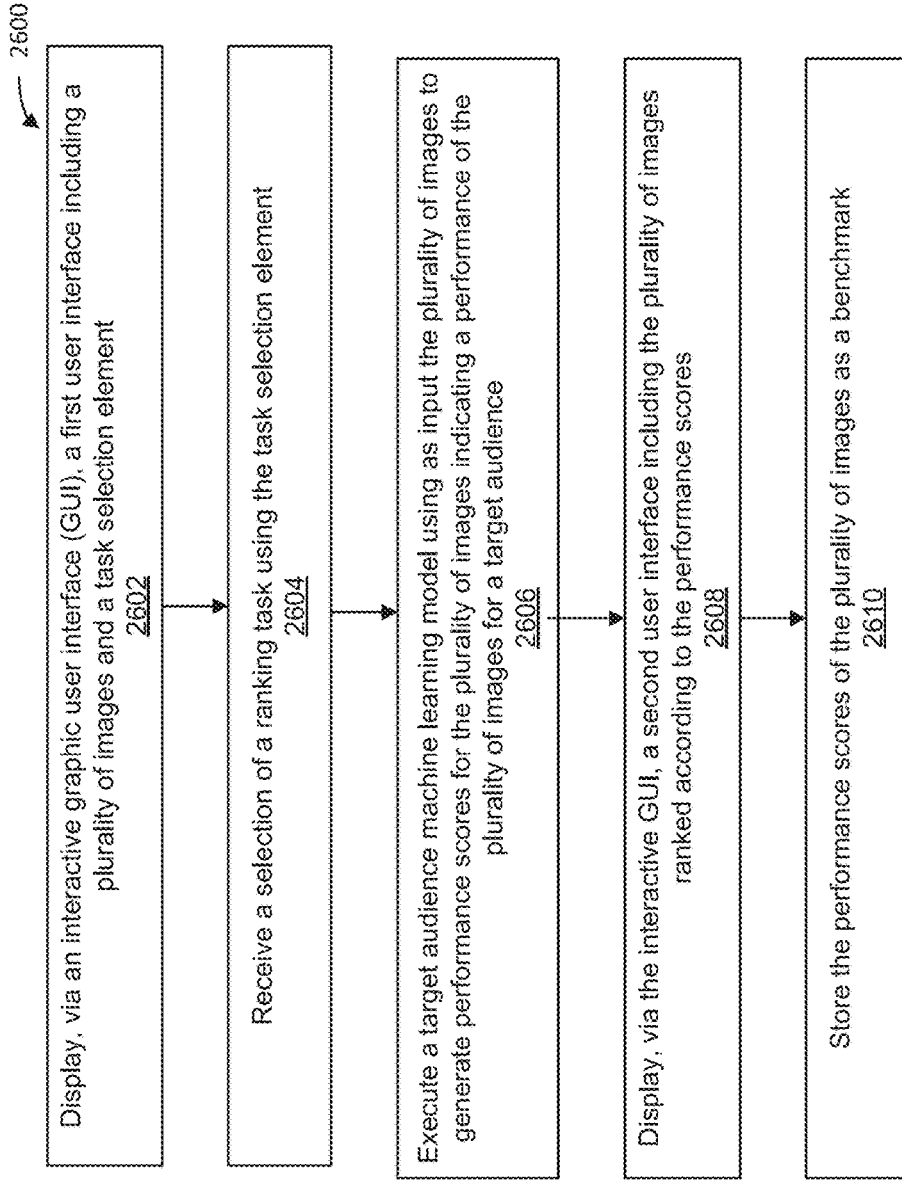 2600
Display, via an interactive graphic user interface (GUI), a first user interface including a
plurality of images and a task selection element
2602
Receive a selection of a ranking task using the task selection element
2604
Execute a target audience machine learning model using as input the plurality of images to
generate performance scores for the plurality of images indicating a performance of the
plurality of images for a target audience
2606
Display, via the interactive GUI, a second user interface including the plurality of images
ranked according to the performance scores
2608
Store the performance scores of the plurality of images as a benchmark
2610